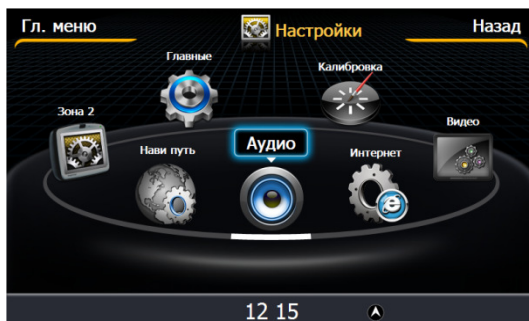 Гл. меню
Настройки
Назад
Главные
Калибровка
Зона 2
Видео
Нави путь
Аудио
Интернет
12 15